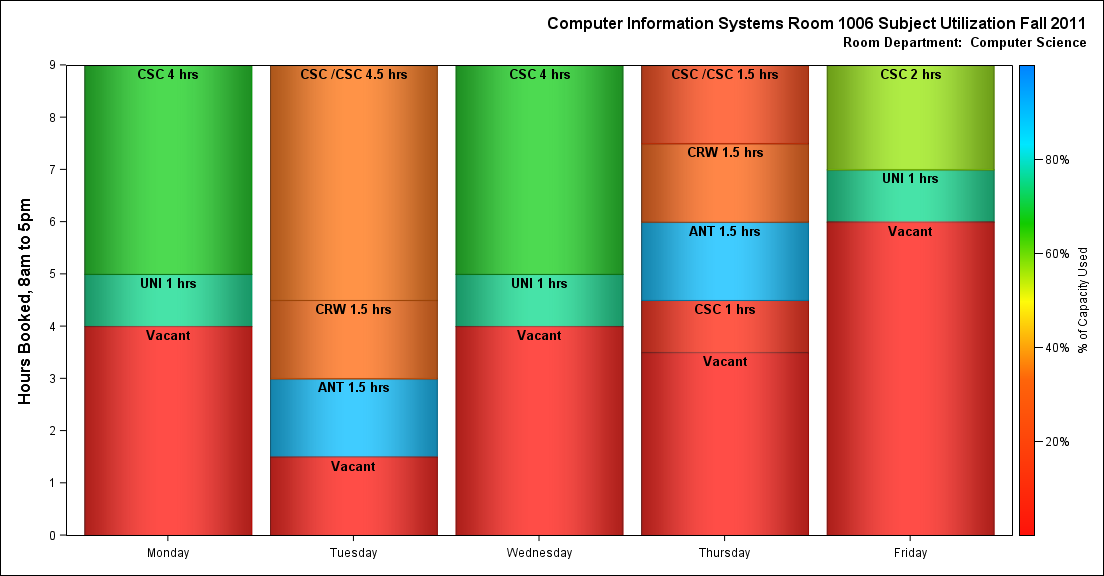 Computer Information Systems Room 1006 Subject Utilization Fall 2011
Room Department:  Computer Science
Hours Booked, 8am to 5pm
9
8
7
6
5
4
3
2
1
0
CSC 4 hrs
UNI 1 hrs
Vacant
Monday
CSC /CSC 4.5 hrs
CRW 1.5 hrs
ANT 1.5 hrs
Vacant
Tuesday
CSC 4 hrs
UNI 1 hrs
Vacant
Wednesday
CSC /CSC 1.5 hrs
CRW 1.5 hrs
ANT 1.5 hrs
CSC 1 hrs
Vacant
Thursday
CSC 2 hrs
UNI 1 hrs
Vacant
Friday
80%
60%
40%
20%
% of Capacity Used